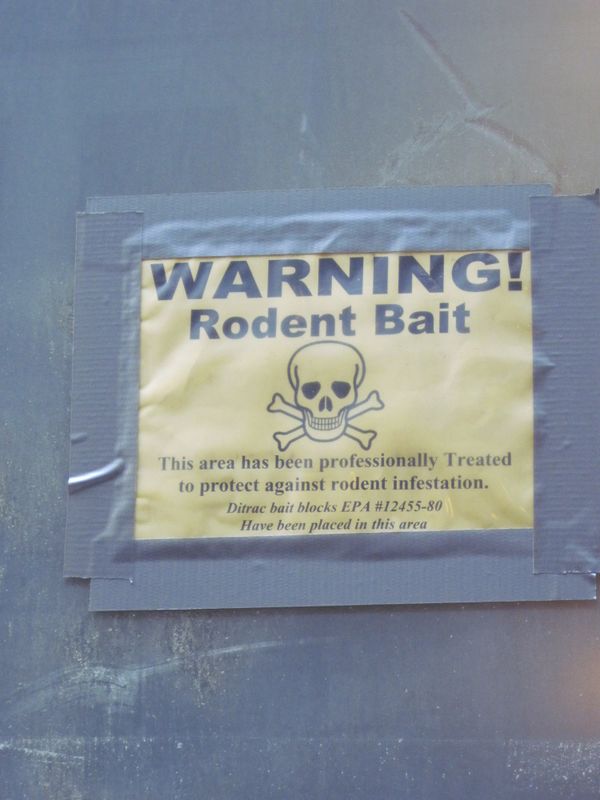 WARNING!
Rodent Bait
This area has been professionally Treated
to protect against rodent infestation.
Ditrac bait blocks EPA #12455-80
Have been placed in this area